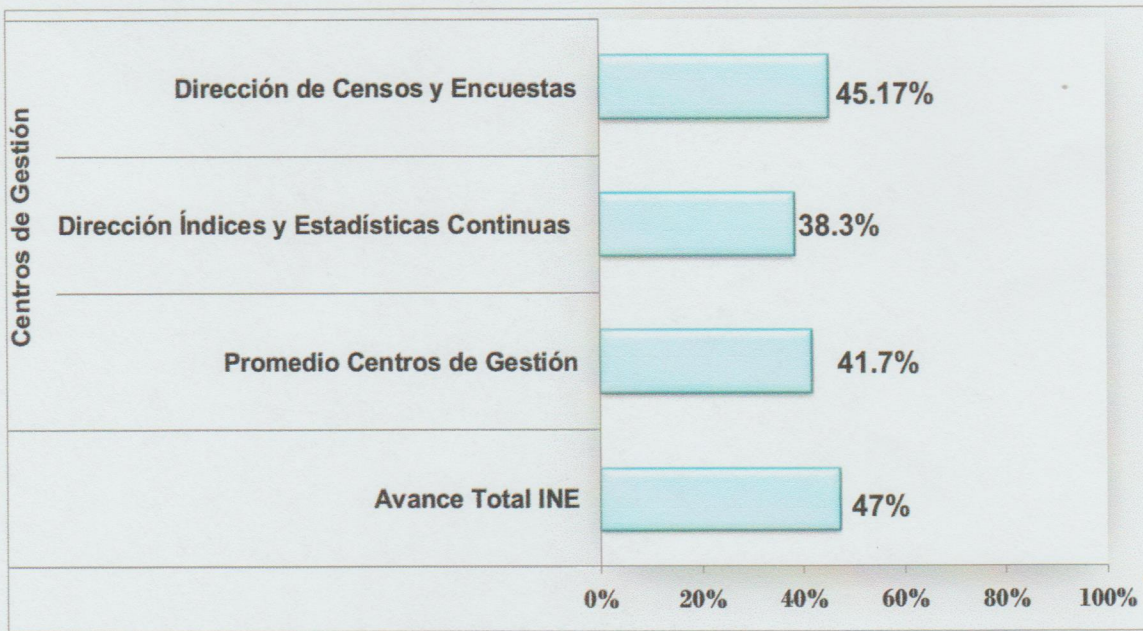 Centros de Gestión
Dirección de Censos y Encuestas
45.17%
Dirección Índices y Estadísticas Continuas
38.3%
Promedio Centros de Gestión
41.7%
Avance Total INE
47%
0% 20% 40% 60% 80% 100%